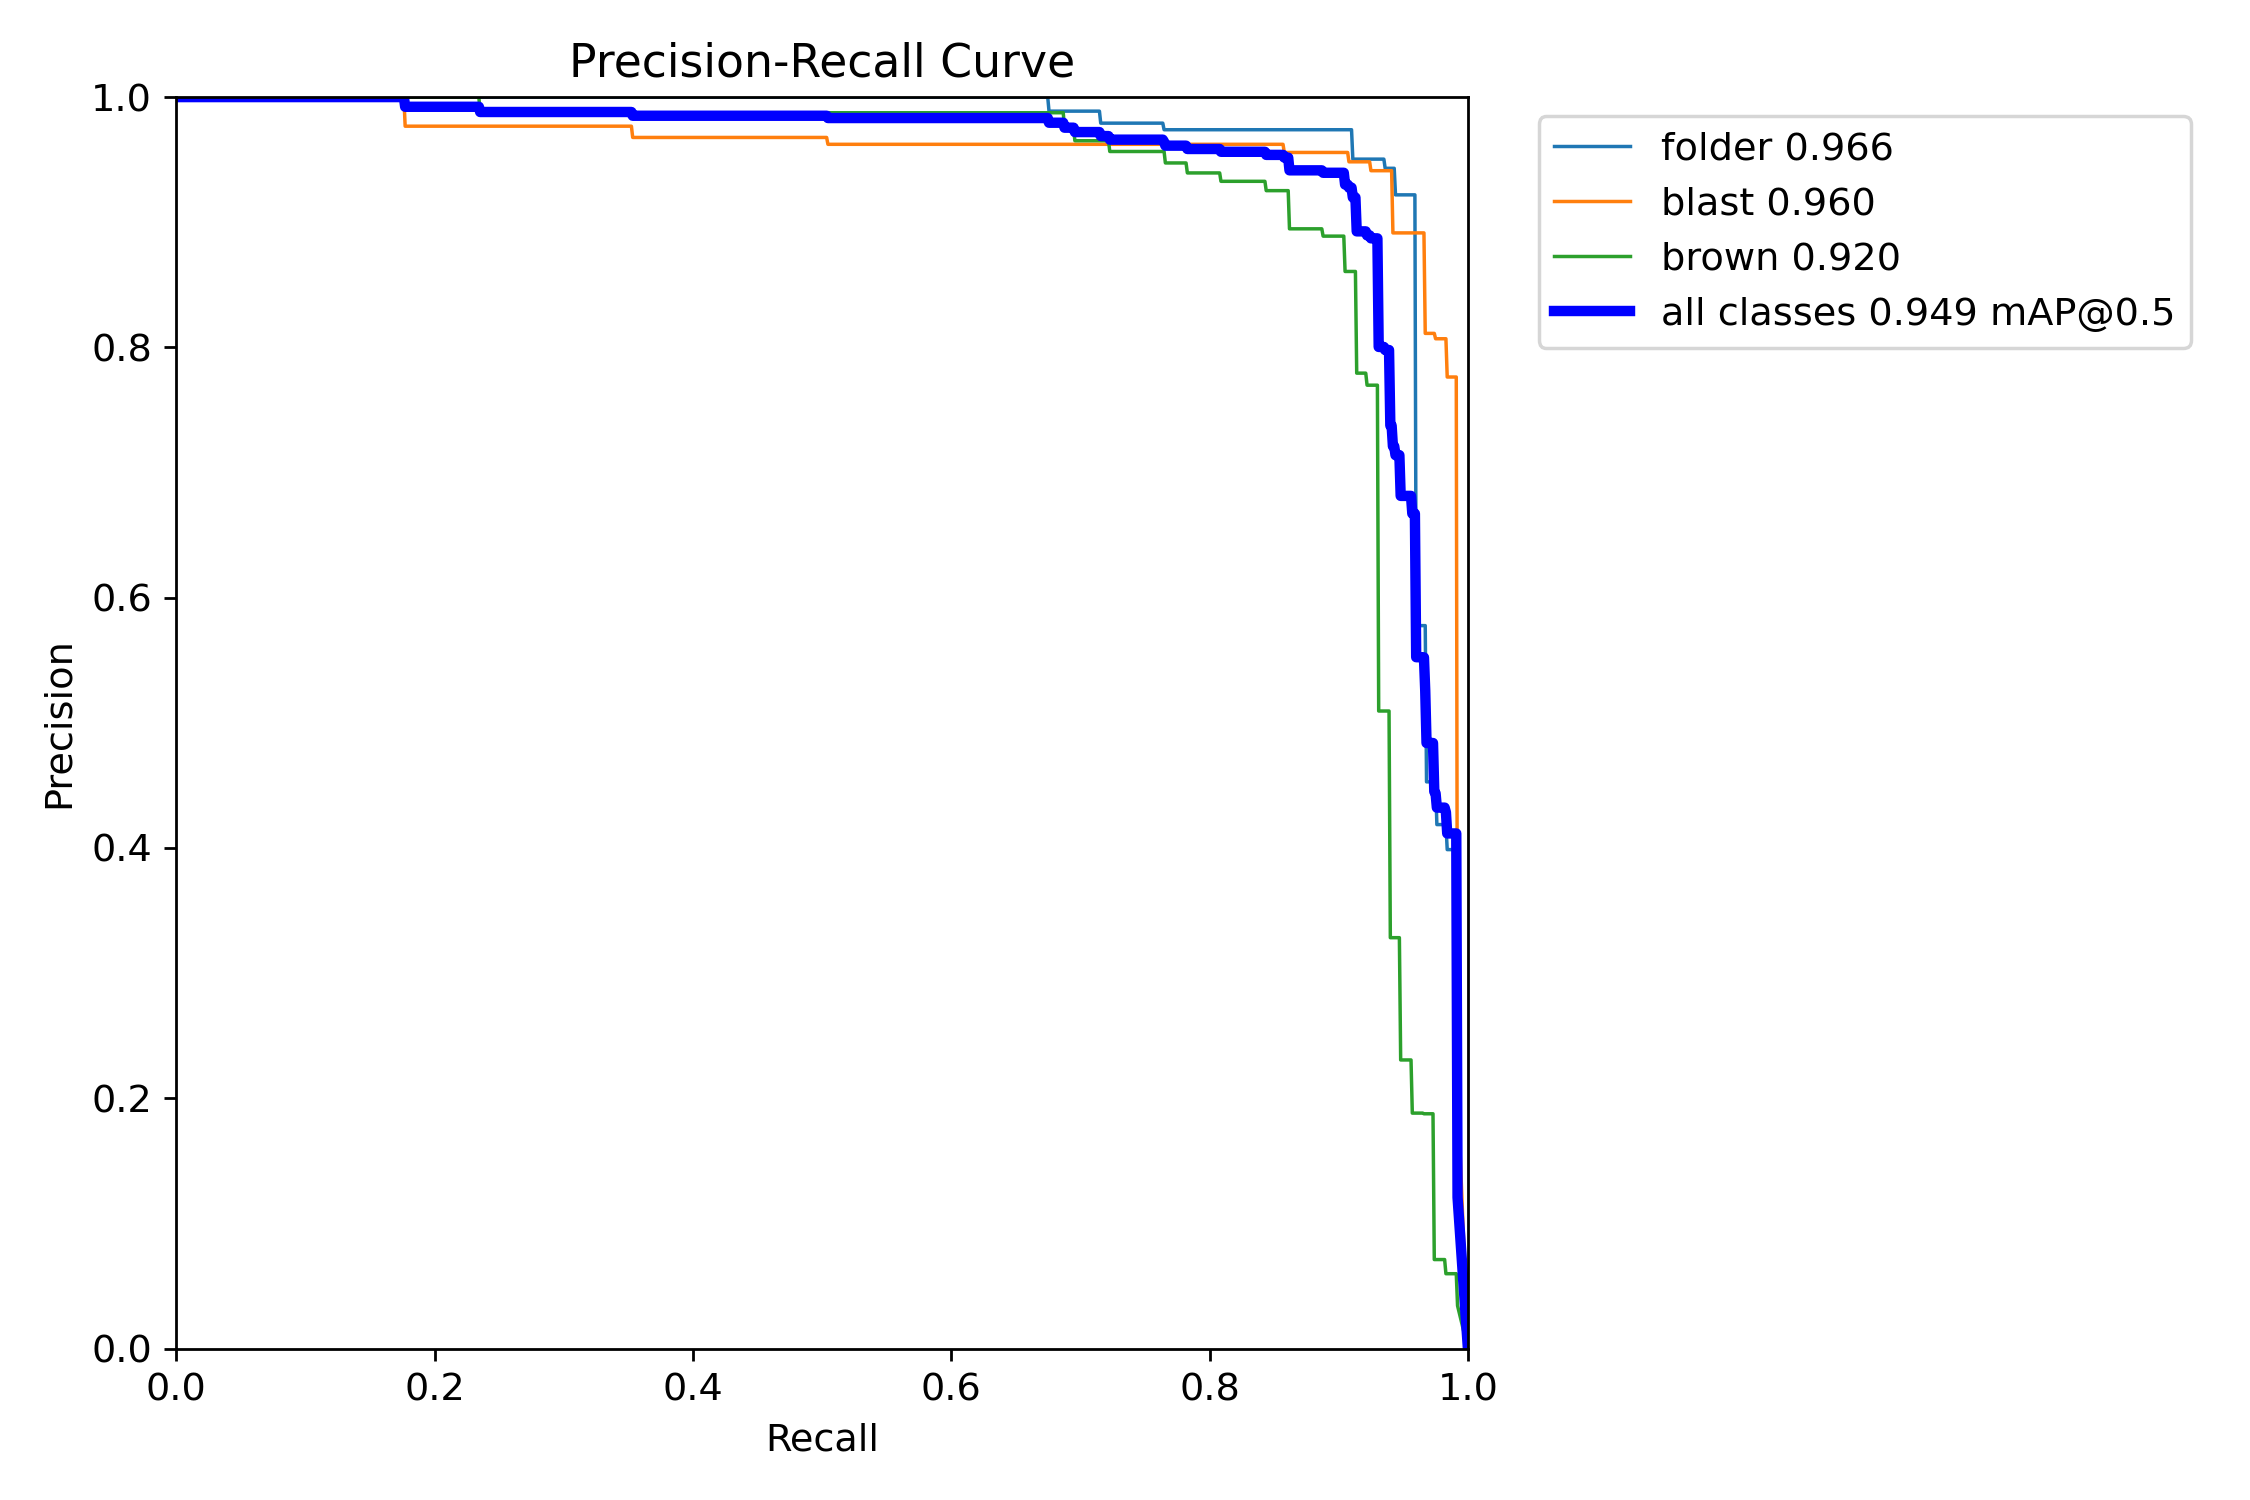 Precision-Recall Curve
1.0
0.8
0.6
0.4
0.2
0.0
Precision
0.0 0.2 0.4 0.6 0.8 1.0
Recall
folder 0.966
blast 0.960
brown 0.920
all classes 0.949 mAP@0.5